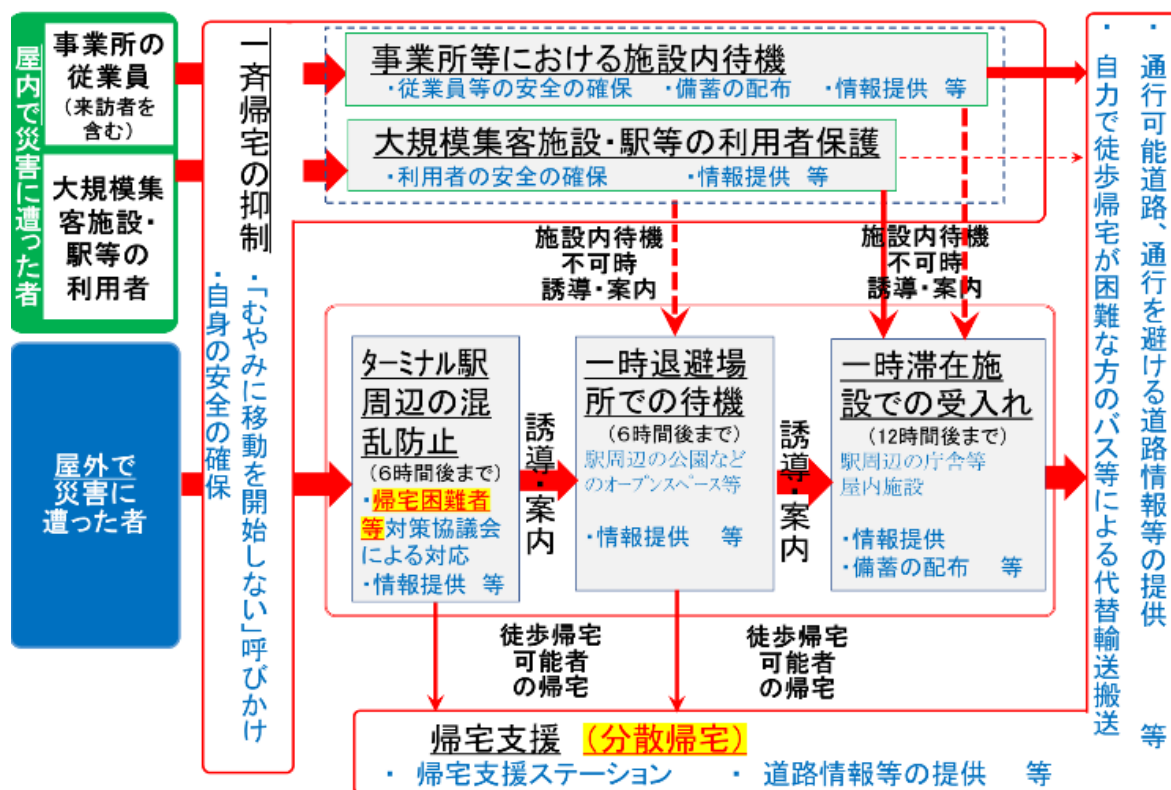 屋内で災害に遭った者
事業所の
従業員
(来訪者を
含む)
大規模集
客施設・
駅等の
利用者
屋外で
災害に
遭った者
一斉帰宅の抑制
・「むやみに移動を開始しない」呼びかけ
・自身の安全の確保
事業所等における施設内待機
・従業員等の安全の確保 ・備蓄の配布 ・情報提供 等
大規模集客施設・駅等の利用者保護
・利用者の安全の確保 ・情報提供 等
施設内待機
不可時
誘導・案内
施設内待機
不可時
誘導・案内
ターミナル駅
周辺の混
乱防止
(6時間後まで)
・帰宅困難者
等対策協議会
による対応
・情報提供 等
誘導・案内
一時退避場
所での待機
(6時間後まで)
駅周辺の公園など
のオープンスペース等
・情報提供 等
誘導・案内
一時滞在施
設での受入れ
(12時間後まで)
駅周辺の庁舎等
屋内施設
・情報提供
・備蓄の配布 等
徒歩帰宅
可能者
の帰宅
徒歩帰宅
可能者
の帰宅
帰宅支援 (分散帰宅)
・ 帰宅支援ステーション ・ 道路情報等の提供 等
・通行可能道路、通行を避ける道路情報等の提供 等
・自力で徒歩帰宅が困難な方のバス等による代替輸送搬送